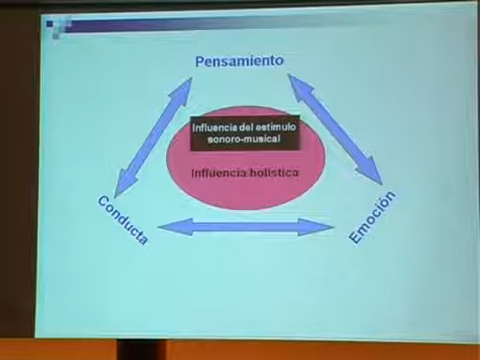 Pensamiento
Influencia del estímulo
sonoro-musical
Influencia holística
Conducta
Emoción